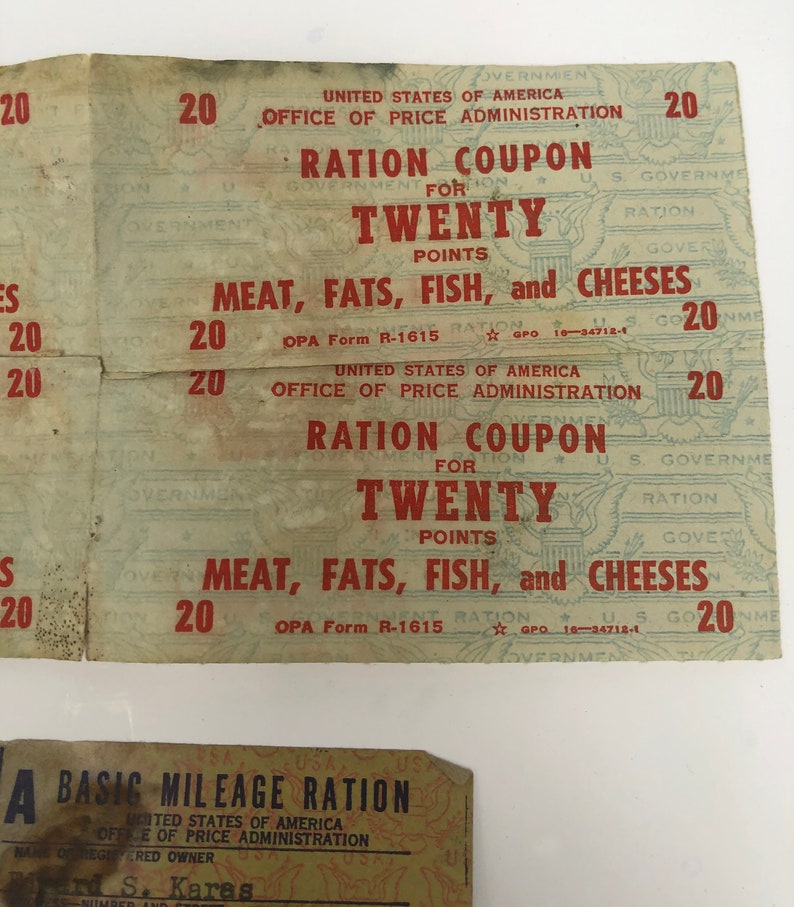 20 20 UNITED STATES OF AMERICA 20
OFFICE OF PRICE ADMINISTRATION
RATION COUPON
FOR
TWENTY
POINTS
ES MEAT, FATS, FISH, and CHEESES
20 20 OPA Form R-1615 ☆ GPO 16—34712-1 20
20 20 UNITED STATES OF AMERICA 20
OFFICE OF PRICE ADMINISTRATION
RATION COUPON
FOR
TWENTY
POINTS
S MEAT, FATS, FISH, and CHEESES
20 20 OPA Form R-1615 ☆ GPO 16—34712-1 20
A BASIC MILEAGE RATION
UNITED STATES OF AMERICA
OFFICE OF PRICE ADMINISTRATION
NAME OF REGISTERED OWNER
S. Karas
NUMBER AND